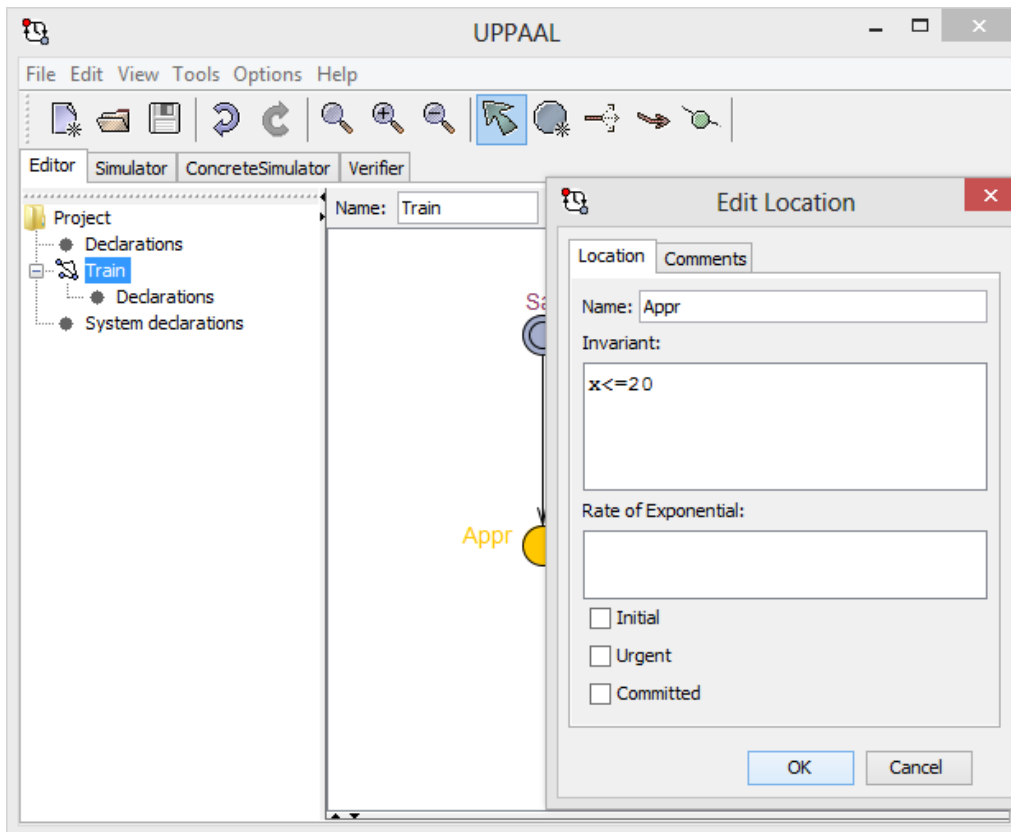 UPPAAL
File Edit View Tools Options Help
Editor Simulator ConcreteSimulator Verifier
Project
Declarations
Train
Declarations
System declarations
Name: Train
Sa
Appr
Edit Location
Location Comments
Name: Appr
Invariant:
x<=20
Rate of Exponential:
Initial
Urgent
Committed
OK Cancel